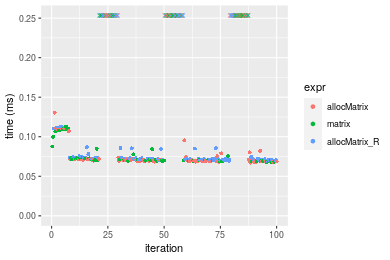 0.25
0.20
0.15
0.10
0.05
0.00
time (ms)
0
25
50
75
100
iteration
expr
allocMatrix
matrix
allocMatrix_R